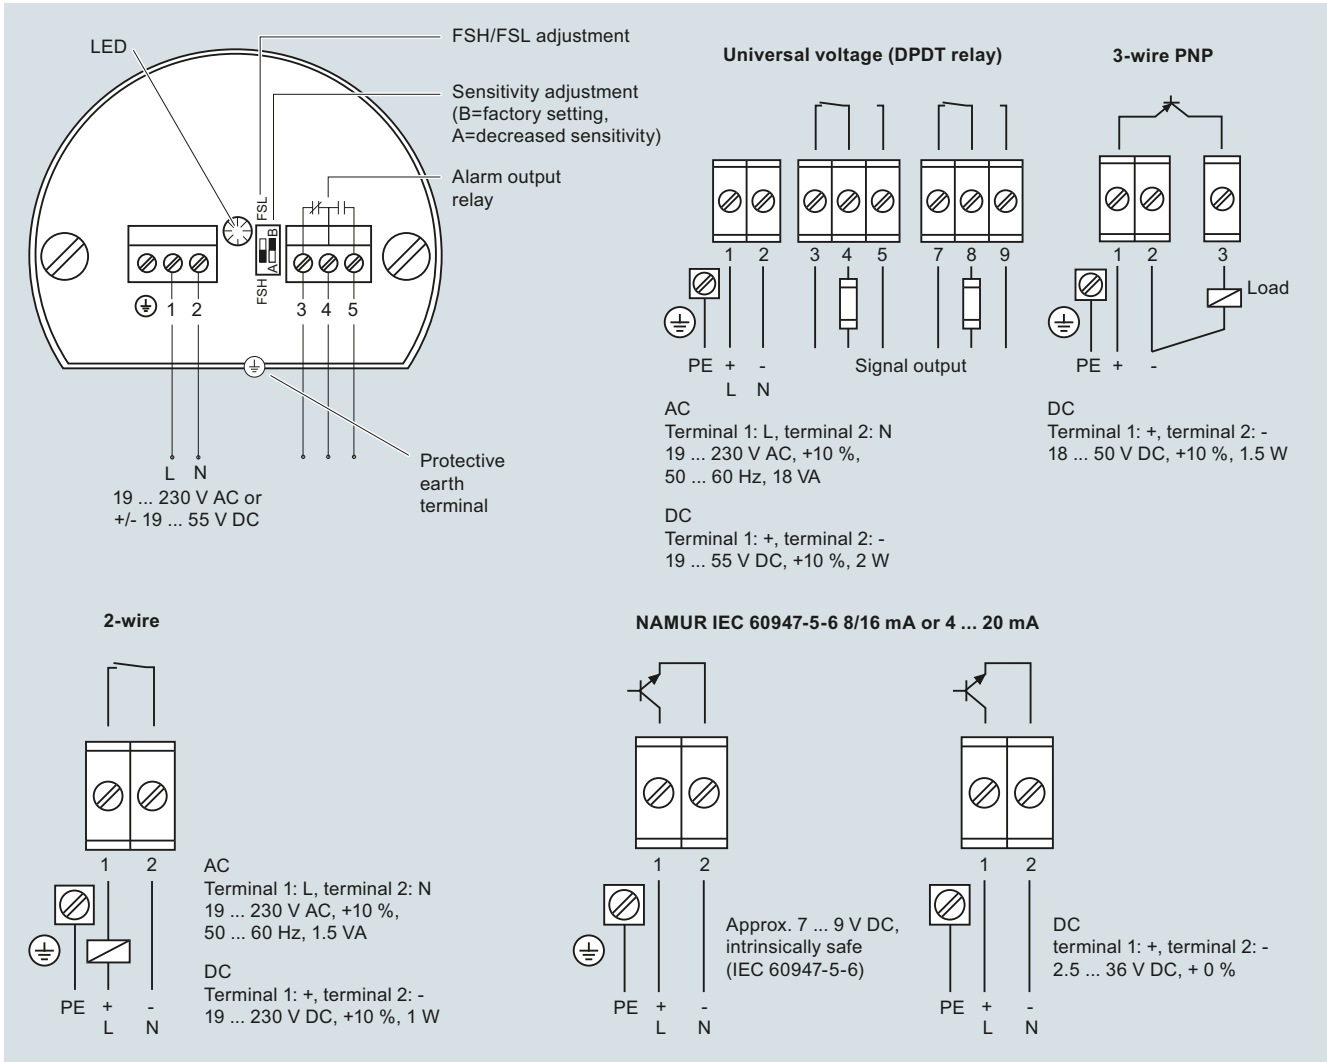 LED
FSH/FSL adjustment
Sensitivity adjustment
(B=factory setting,
A=decreased sensitivity)
Alarm output
relay
FSL
B
A
FSH
1 2
3 4 5
L N
19 ... 230 V AC or
+/- 19 ... 55 V DC
Protective
earth
terminal
Universal voltage (DPDT relay)
1 2 3 4 5 7 8 9
PE + -
L N
Signal output
AC
Terminal 1: L, terminal 2: N
19 ... 230 V AC, +10 %,
50 ... 60 Hz, 18 VA
DC
Terminal 1: +, terminal 2: -
19 ... 55 V DC, +10 %, 2 W
3-wire PNP
1 2 3
Load
PE + -
DC
Terminal 1: +, terminal 2: -
18 ... 50 V DC, +10 %, 1.5 W
2-wire
1 2
PE + -
L N
AC
Terminal 1: L, terminal 2: N
19 ... 230 V AC, +10 %,
50 ... 60 Hz, 1.5 VA
DC
Terminal 1: +, terminal 2: -
19 ... 230 V DC, +10 %, 1 W
NAMUR IEC 60947-5-6 8/16 mA or 4 ... 20 mA
1 2
PE + -
L N
Approx. 7 ... 9 V DC,
intrinsically safe
(IEC 60947-5-6)
1 2
PE + -
L N
DC
terminal 1: +, terminal 2: -
2.5 ... 36 V DC, + 0 %